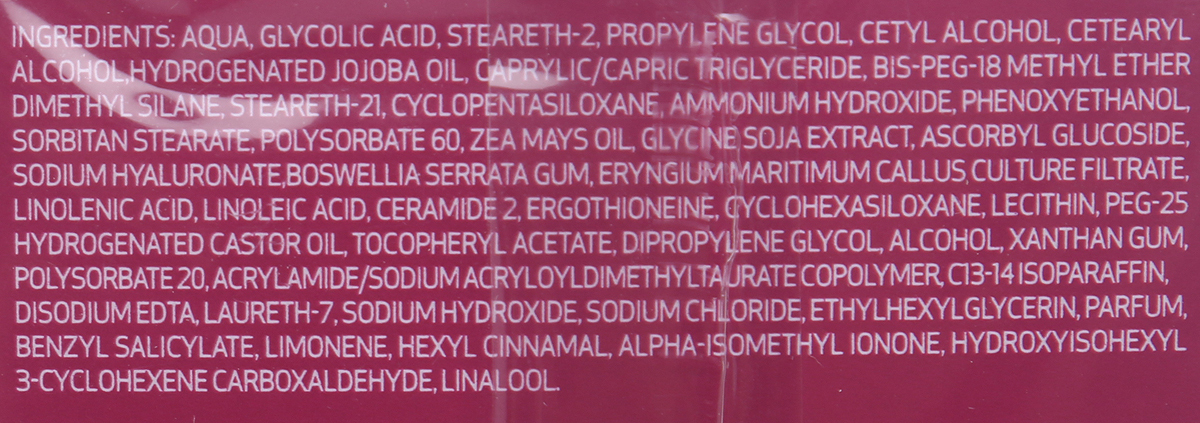 INGREDIENTS: AQUA, GLYCOLIC ACID, STEARETH-2, PROPYLENE GLYCOL, CETYL ALCOHOL, CETEARYL
ALCOHOL,HYDROGENATED JOJOBA OIL, CAPRYLIC/CAPRIC TRIGLYCERIDE, BIS-PEG-18 METHYL ETHER
DIMETHYL SILANE, STEARETH-21, CYCLOPENTASILOXANE, AMMONIUM HYDROXIDE, PHENOXYETHANOL,
SORBITAN STEARATE, POLYSORBATE 60, ZEA MAYS OIL, GLYCINE SOJA EXTRACT, ASCORBYL GLUCOSIDE,
SODIUM HYALURONATE,BOSWELLIA SERRATA GUM, ERYNGIUM MARITIMUM CALLUS CULTURE FILTRATE,
LINOLENIC ACID, LINOLEIC ACID, CERAMIDE 2, ERGOTHIONEINE, CYCLOHEXASILOXANE, LECITHIN, PEG-25
HYDROGENATED CASTOR OIL, TOCOPHERYL ACETATE, DIPROPYLENE GLYCOL, ALCOHOL, XANTHAN GUM,
POLYSORBATE 20, ACRYLAMIDE/SODIUM ACRYLOYLDIMETHYLTAURATE COPOLYMER, C13-14 ISOPARAFFIN,
DISODIUM EDTA, LAURETH-7, SODIUM HYDROXIDE, SODIUM CHLORIDE, ETHYLHEXYLGLYCERIN, PARFUM,
BENZYL SALICYLATE, LIMONENE, HEXYL CINNAMAL, ALPHA-ISOMETHYL IONONE, HYDROXYISOHEXYL
3-CYCLOHEXENE CARBOXALDEHYDE, LINALOOL.